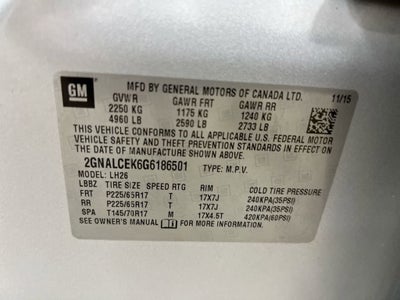 GM
MFD BY GENERAL MOTORS OF CANADA LTD. 11/15
GVWR GAWR FRT GAWR RR
2250 KG 1175 KG 1240 KG
4960 LB 2590 LB 2733 LB
THIS VEHICLE CONFORMS TO ALL APPLICABLE U.S. FEDERAL MOTOR
VEHICLE SAFETY AND THEFT PREVENTION STANDARDS IN EFFECT
ON THE DATE OF MANUFACTURE SHOWN ABOVE.
2GNALCEK6G6186501 TYPE: M.P.V.
MODEL: LH26
LBBZ TIRE SIZE SPEED RTG RIM COLD TIRE PRESSURE
FRT P225/65R17 T 17X7J 240KPA(35PSI)
RR P225/65R17 T 17X7J 240KPA(35PSI)
SPA T145/70R17 M 17X4.5T 420KPA(60PSI)
SEE OWNER'S MANUAL FOR MORE INFORMATION.